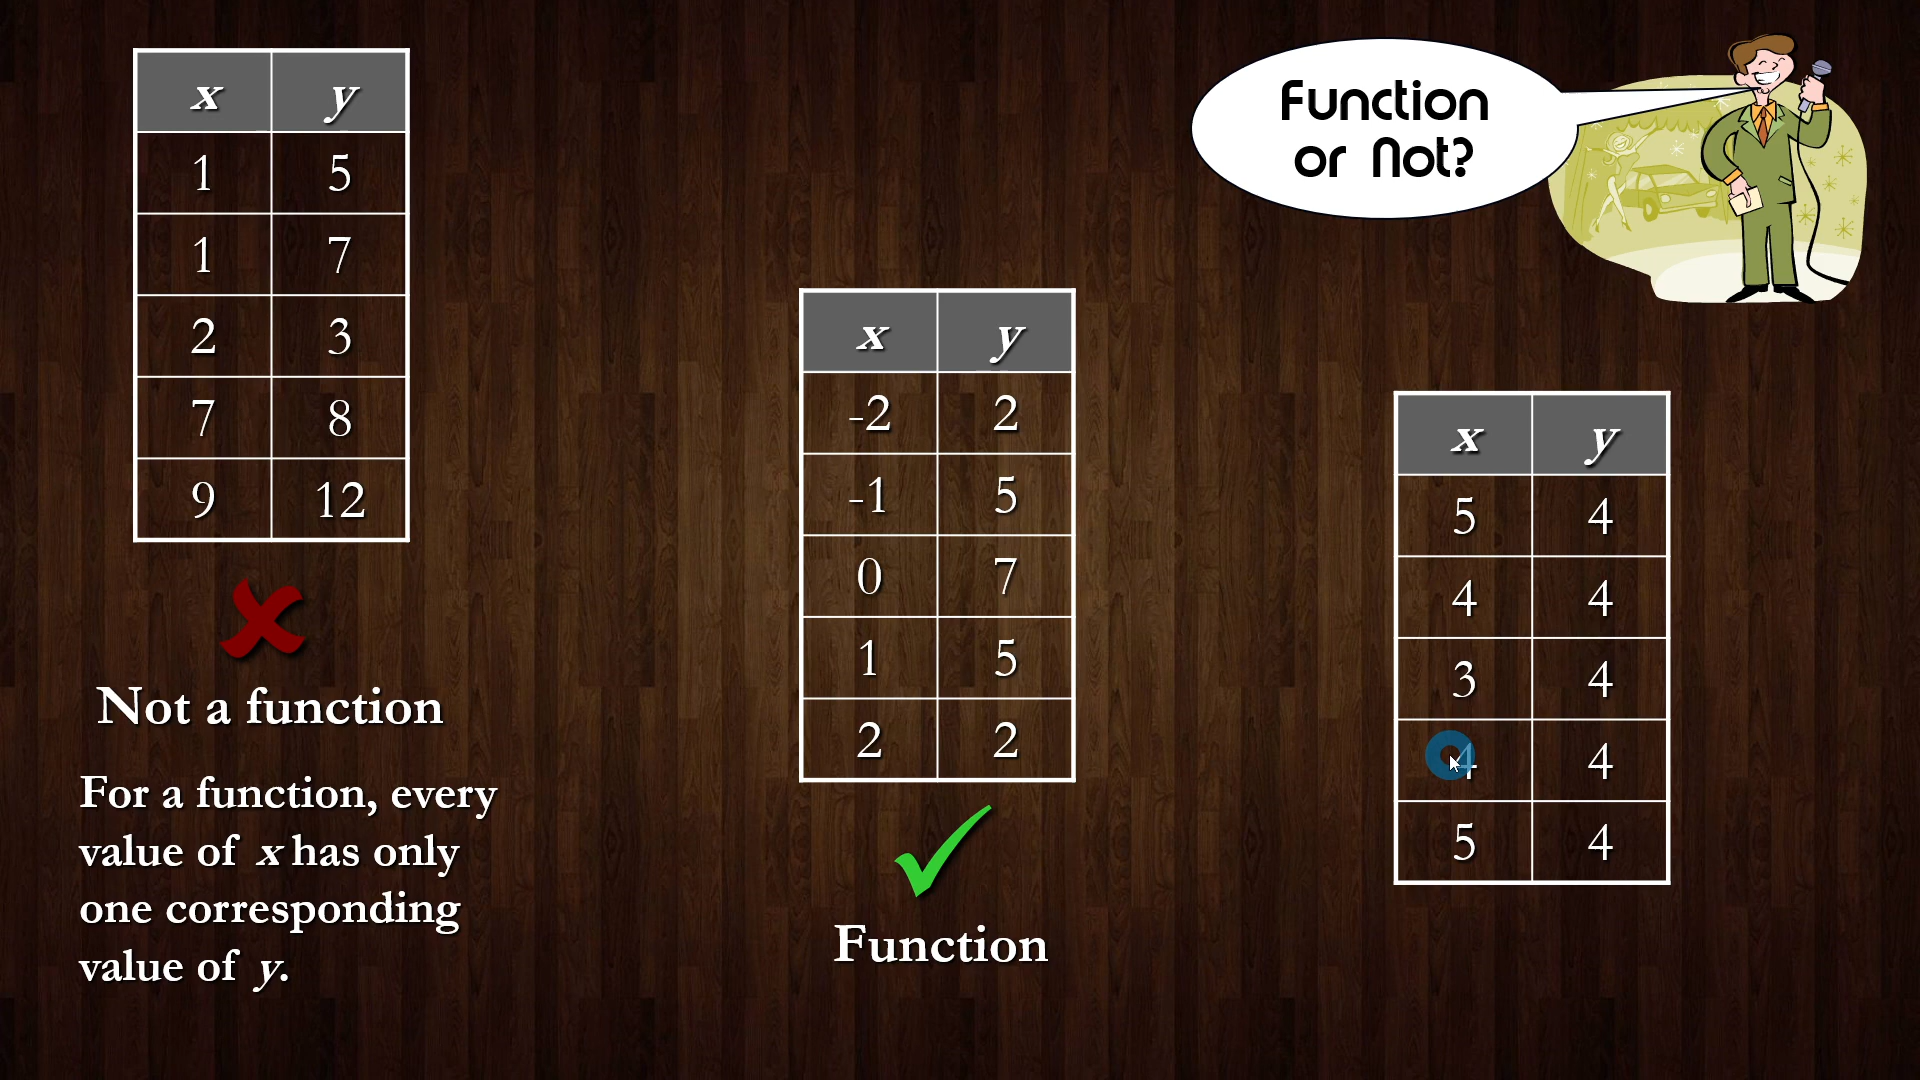 x y
1 5
1 7
2 3
7 8
9 12
Not a function
For a function, every
value of x has only
one corresponding
value of y.
x y
-2 2
-1 5
0 7
1 5
2 2
Function
Function
or Not?
x y
5 4
4 4
3 4
4 4
5 4